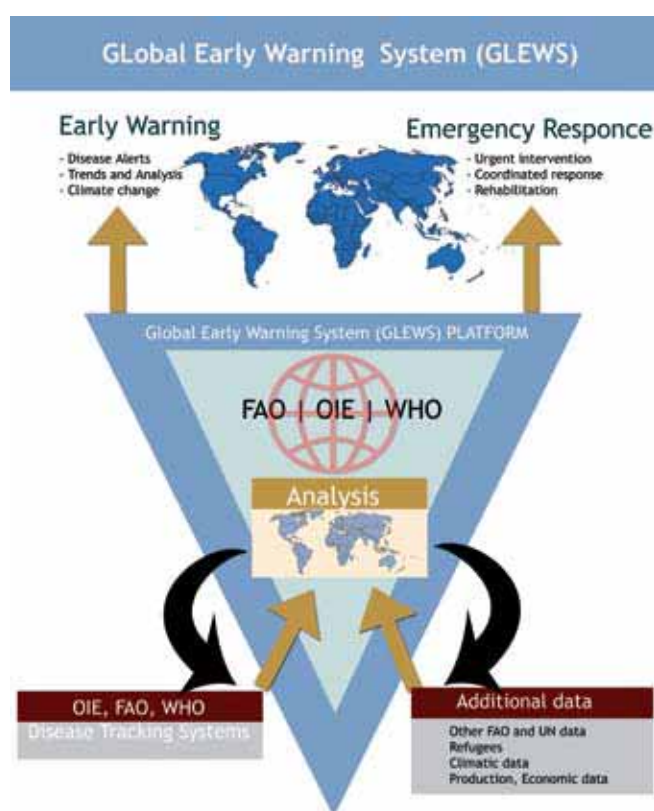 GLobal Early Warning System (GLEWS)
Early Warning
- Disease Alerts
- Trends and Analysis
- Climate change
Emergency Responce
- Urgent Intervention
- Coordinated response
- Rehabilitation
Global Early Warning System (GLEWS) PLATFORM
FAO | OIE | WHO
Analysis
OIE, FAO, WHO
Disease Tracking Systems
Additional data
Other FAO and UN data
Refugees
Climatic data
Production, Economic data